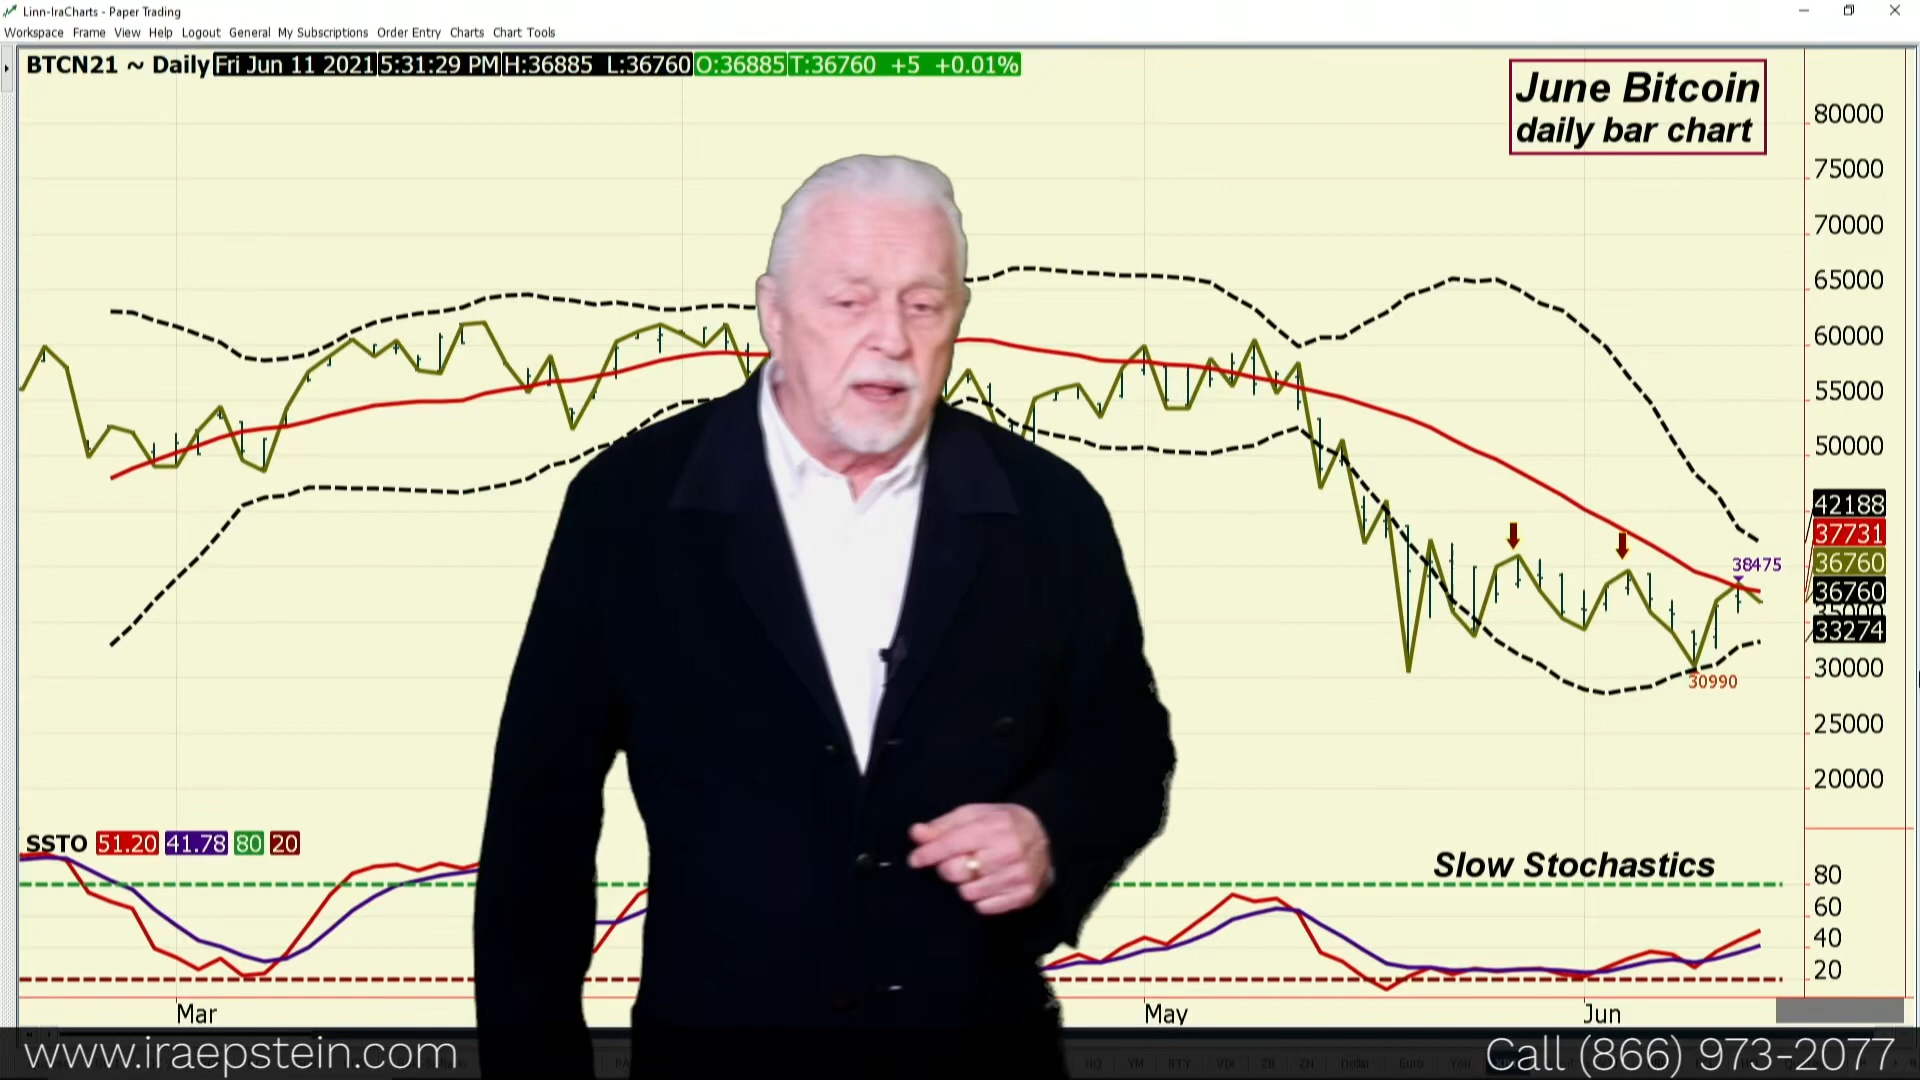 Linn-IraCharts - Paper Trading
Workspace Frame View Help Logout General My Subscriptions Order Entry Charts Chart Tools
BTCN21 ~ Daily Fri Jun 11 2021 5:31:29 PM H:36885 L:36760 O:36885 T:36760 +5 +0.01%
June Bitcoin
daily bar chart
80000
75000
70000
65000
60000
55000
50000
42188
37731
38475
36760
36760
35000
33274
30000
30990
25000
20000
SSTO 51.20 41.78 80 20
Slow Stochastics
80
60
40
20
Mar May Jun
www.iraepstein.com
Call (866) 973-2077